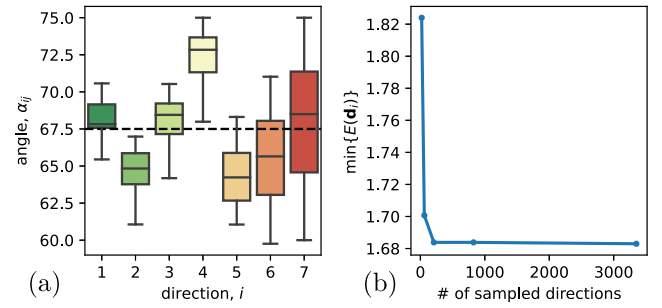 75.0
72.5
70.0
67.5
65.0
62.5
60.0
angle, α_ij
1 2 3 4 5 6 7
direction, i
(a)
1.82
1.80
1.78
1.76
1.74
1.72
1.70
1.68
min{E(d_i)}
0 1000 2000 3000
# of sampled directions
(b)